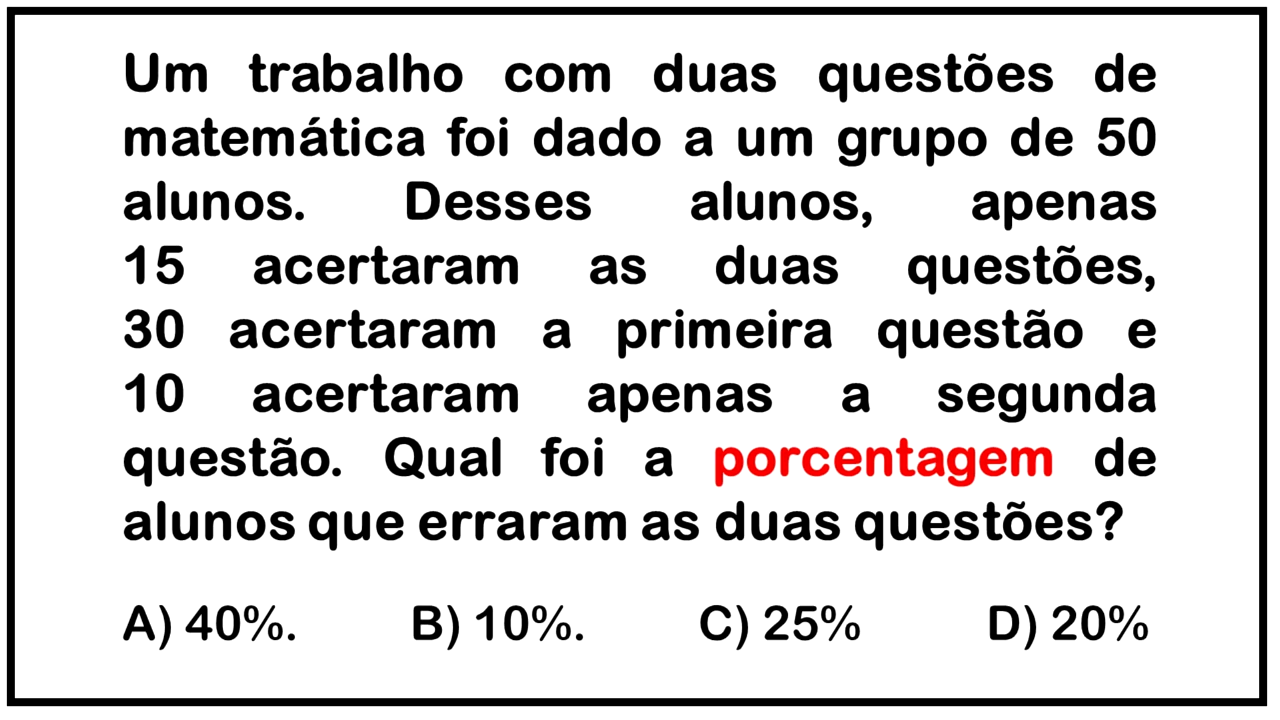 Um trabalho com duas questões de
matemática foi dado a um grupo de 50
alunos. Desses alunos, apenas
15 acertaram as duas questões,
30 acertaram a primeira questão e
10 acertaram apenas a segunda
questão. Qual foi a porcentagem de
alunos que erraram as duas questões?
A) 40%. B) 10%. C) 25% D) 20%